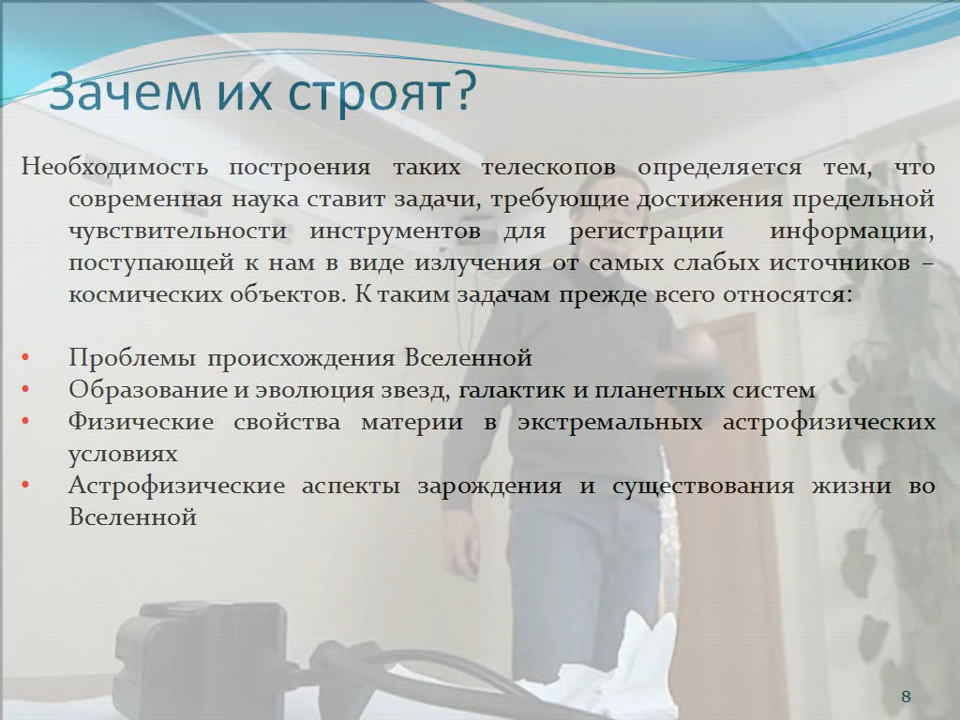 Зачем их строят?
Необходимость построения таких телескопов определяется тем, что
современная наука ставит задачи, требующие достижения предельной
чувствительности инструментов для регистрации информации,
поступающей к нам в виде излучения от самых слабых источников –
космических объектов. К таким задачам прежде всего относятся:
• Проблемы происхождения Вселенной
• Образование и эволюция звезд, галактик и планетных систем
• Физические свойства материи в экстремальных астрофизических
условиях
• Астрофизические аспекты зарождения и существования жизни во
Вселенной
8